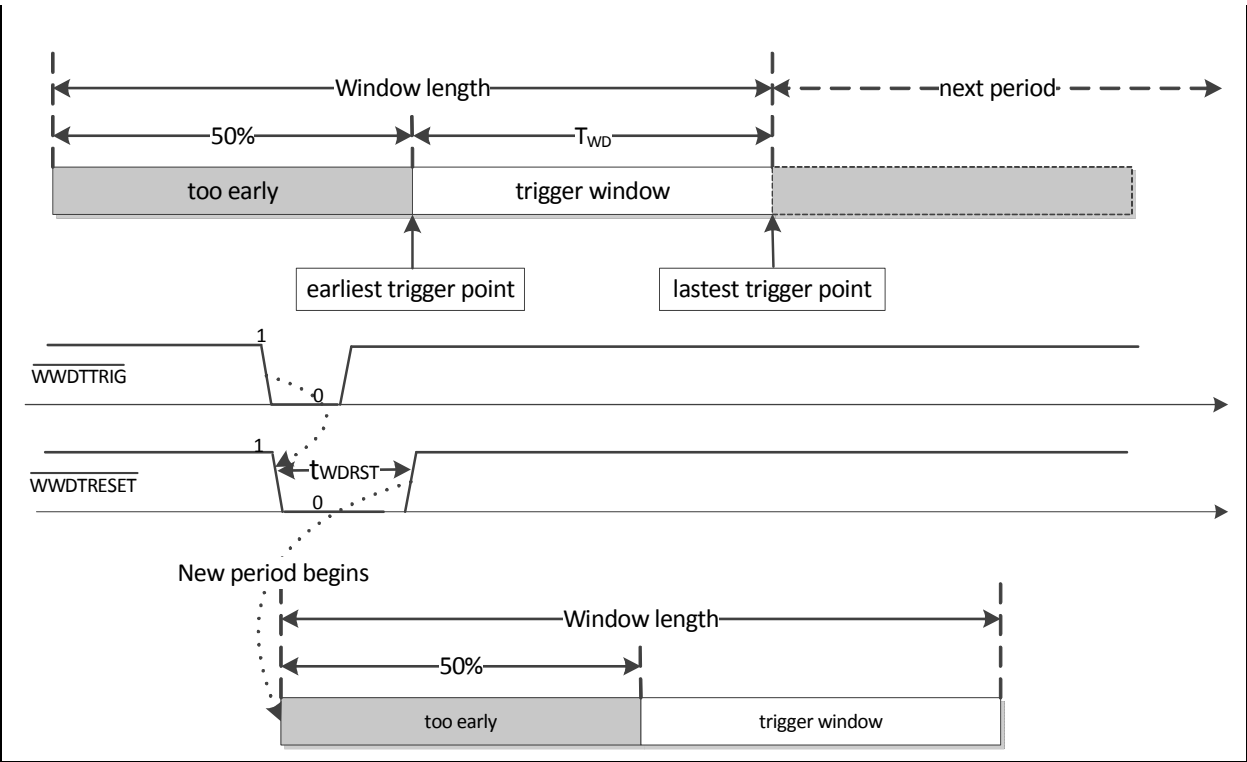 Window length
next period
50%
TWD
too early
trigger window
earliest trigger point
lastest trigger point
1
WWDTTRIG
0
1
tWDRST
WWDTRESET
0
New period begins
Window length
50%
too early
trigger window